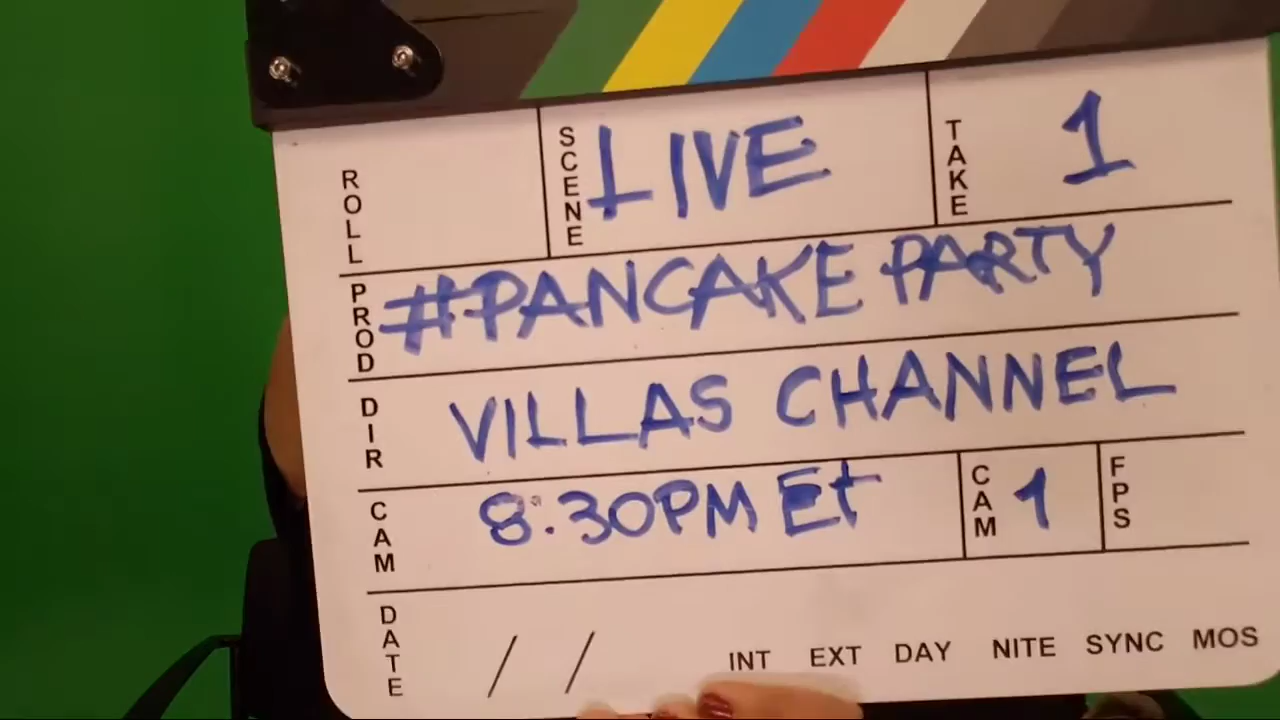 ROLL SCENE LIVE TAKE 1
PROD #PANCAKE PARTY
DIR VILLAS CHANNEL
CAM 8:30PM Et CAM 1 FPS
DATE / / INT EXT DAY NITE SYNC MOS